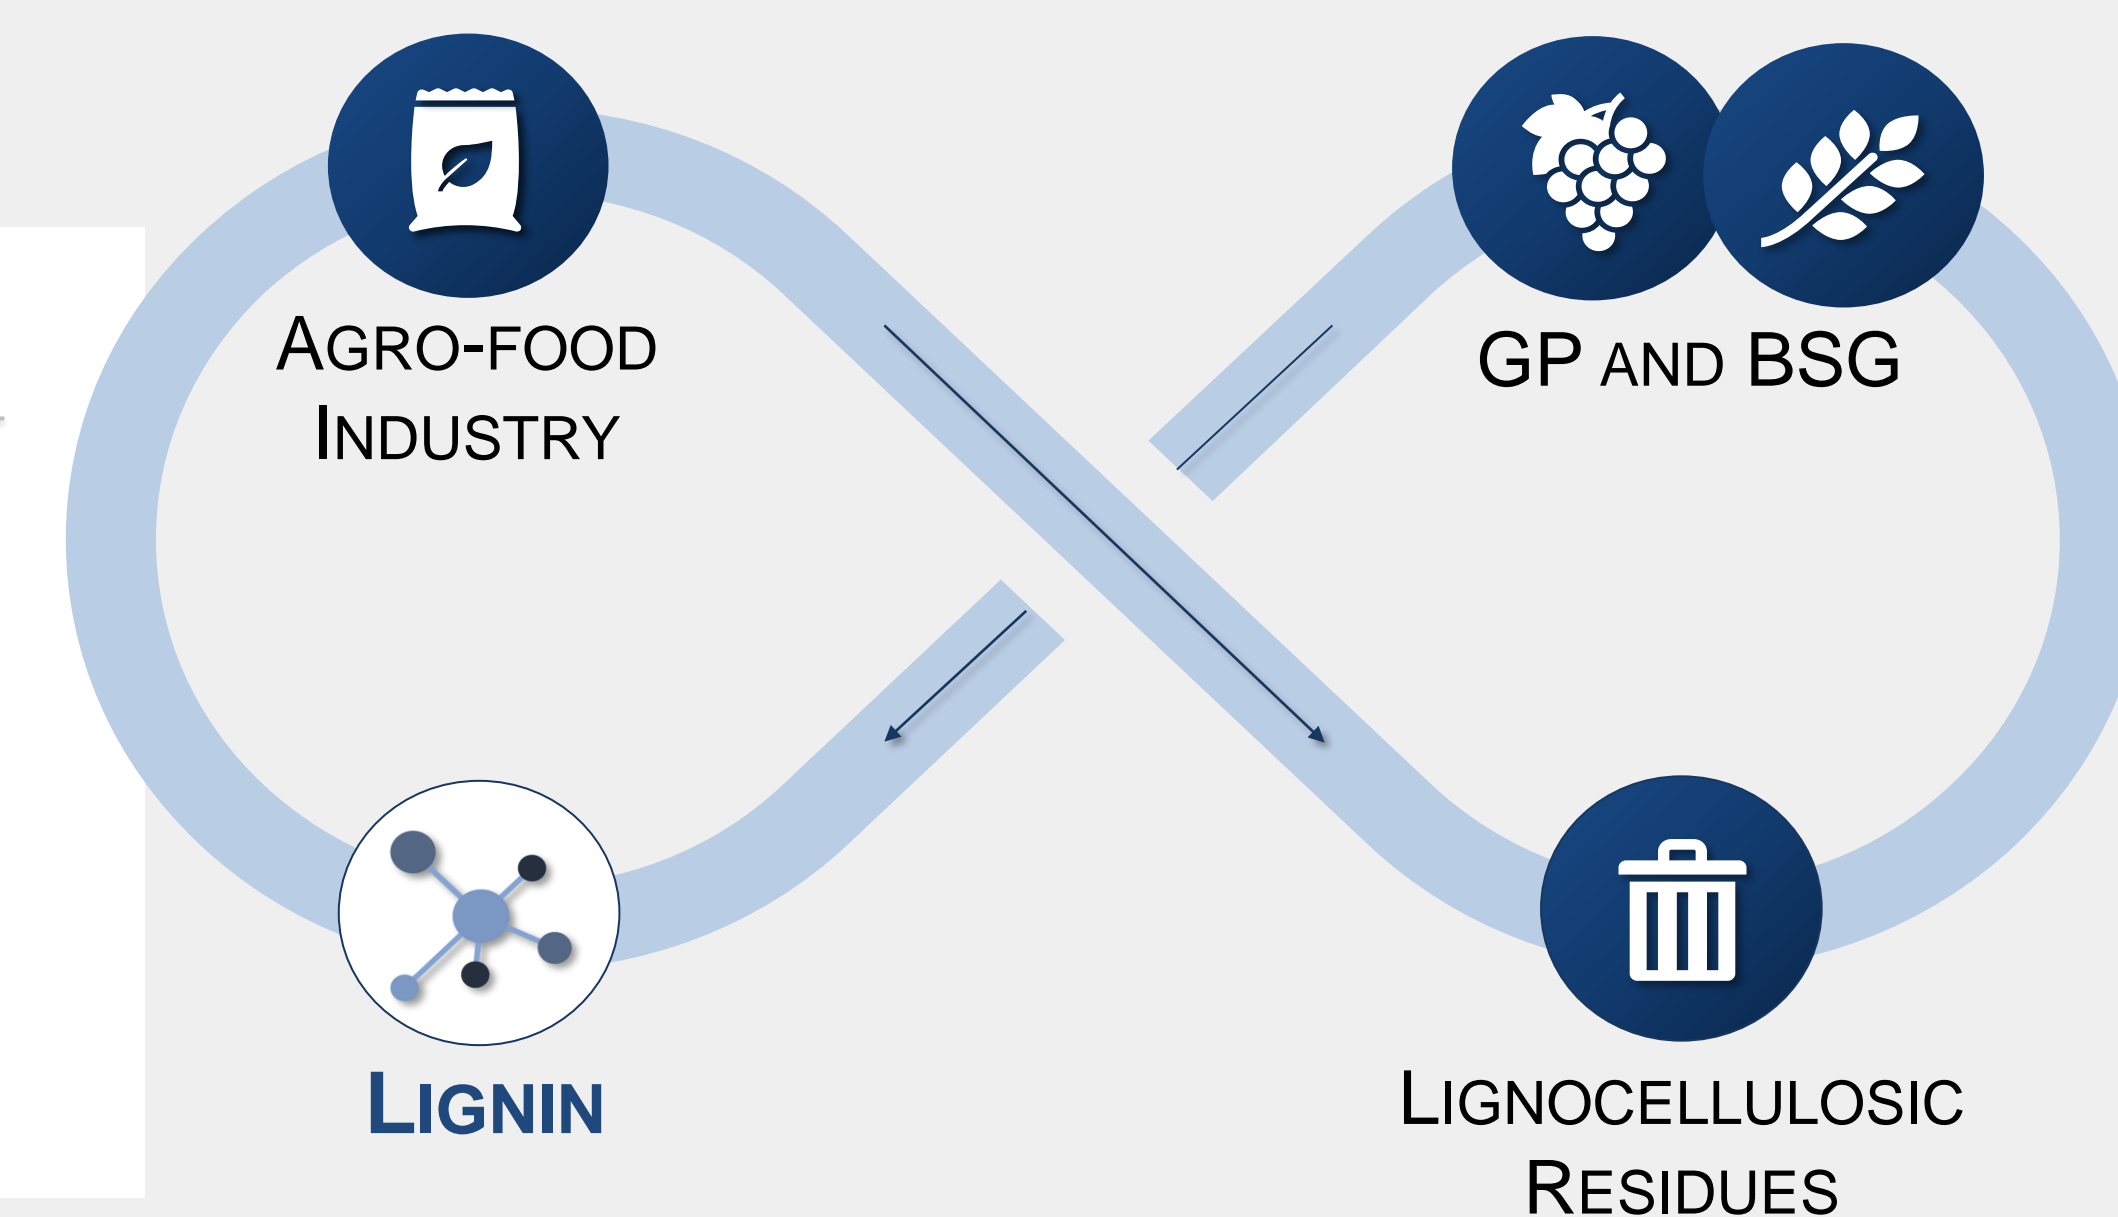 AGRO-FOOD
INDUSTRY
GP AND BSG
LIGNIN
LIGNOCELLULOSIC
RESIDUES